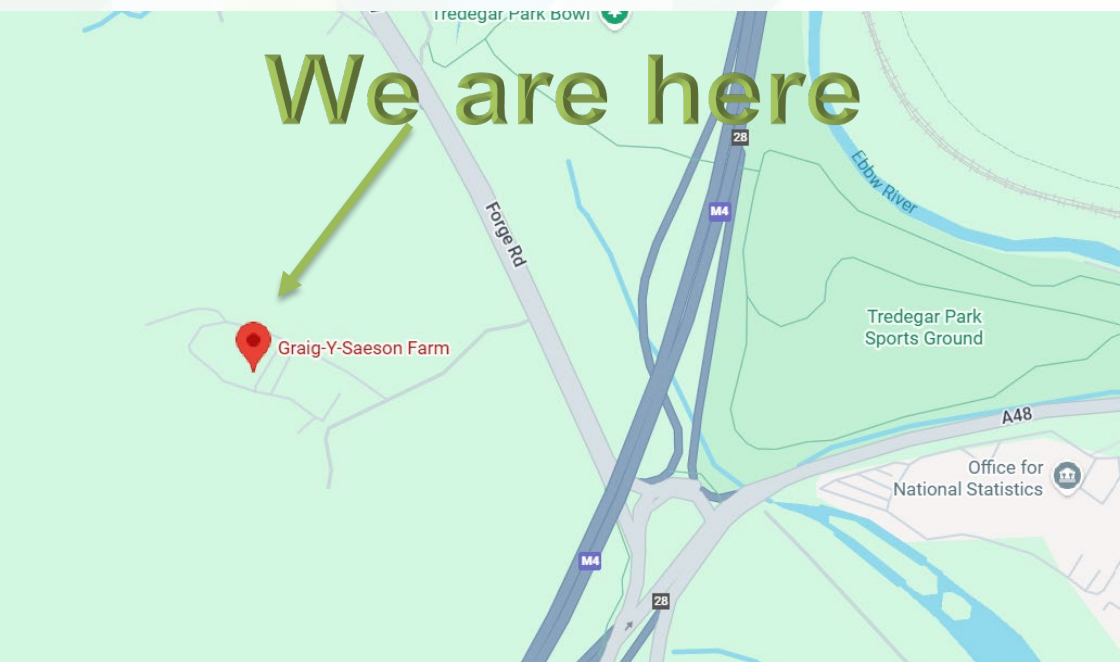 Tredegar Park Bowl
We are here
28
Ebbw River
M4
Forge Rd
Tredegar Park
Sports Ground
Graig-Y-Saeson Farm
A48
Office for
National Statistics
M4
28